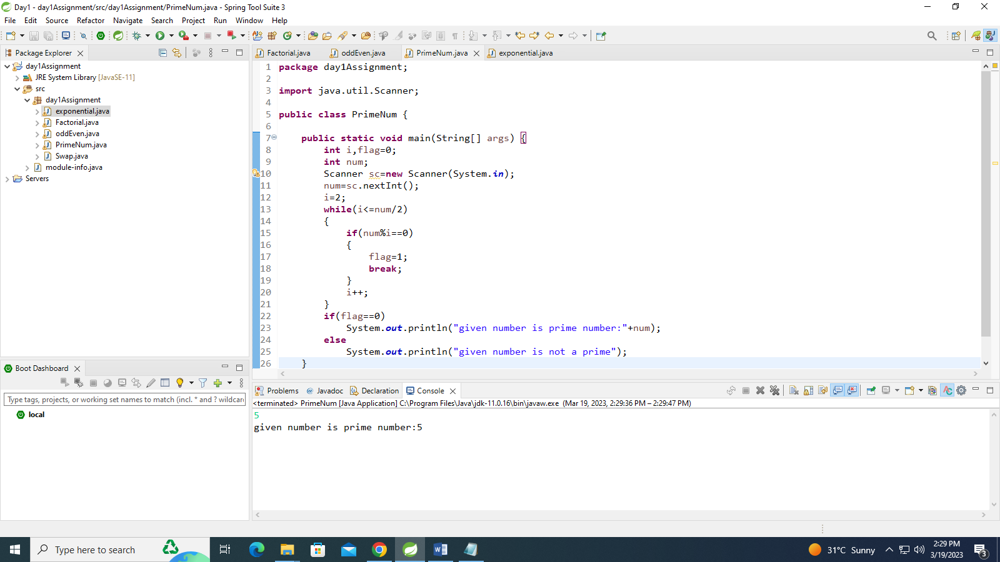 Day1 - day1Assignment/src/day1Assignment/PrimeNum.java - Spring Tool Suite 3
File Edit Source Refactor Navigate Search Project Run Window Help
Package Explorer
day1Assignment
JRE System Library [JavaSE-11]
src
day1Assignment
exponential.java
Factorial.java
oddEven.java
PrimeNum.java
Swap.java
module-info.java
Servers
Factorial.java oddEven.java PrimeNum.java exponential.java
1 package day1Assignment;
2
3 import java.util.Scanner;
4
5 public class PrimeNum {
6
7 public static void main(String[] args) {
8 int i,flag=0;
9 int num;
10 Scanner sc=new Scanner(System.in);
11 num=sc.nextInt();
12 i=2;
13 while(i<=num/2)
14 {
15 if(num%i==0)
16 {
17 flag=1;
18 break;
19 }
20 i++;
21 }
22 if(flag==0)
23 System.out.println("given number is prime number:"+num);
24 else
25 System.out.println("given number is not a prime");
26 }
Boot Dashboard
Type tags, projects, or working set names to match (incl. * and ? wildcar
local
Problems @ Javadoc Declaration Console
<terminated> PrimeNum [Java Application] C:\Program Files\Java\jdk-11.0.16\bin\javaw.exe (Mar 19, 2023, 2:29:36 PM – 2:29:47 PM)
5
given number is prime number:5
Type here to search
31°C Sunny
2:29 PM
3/19/2023
3